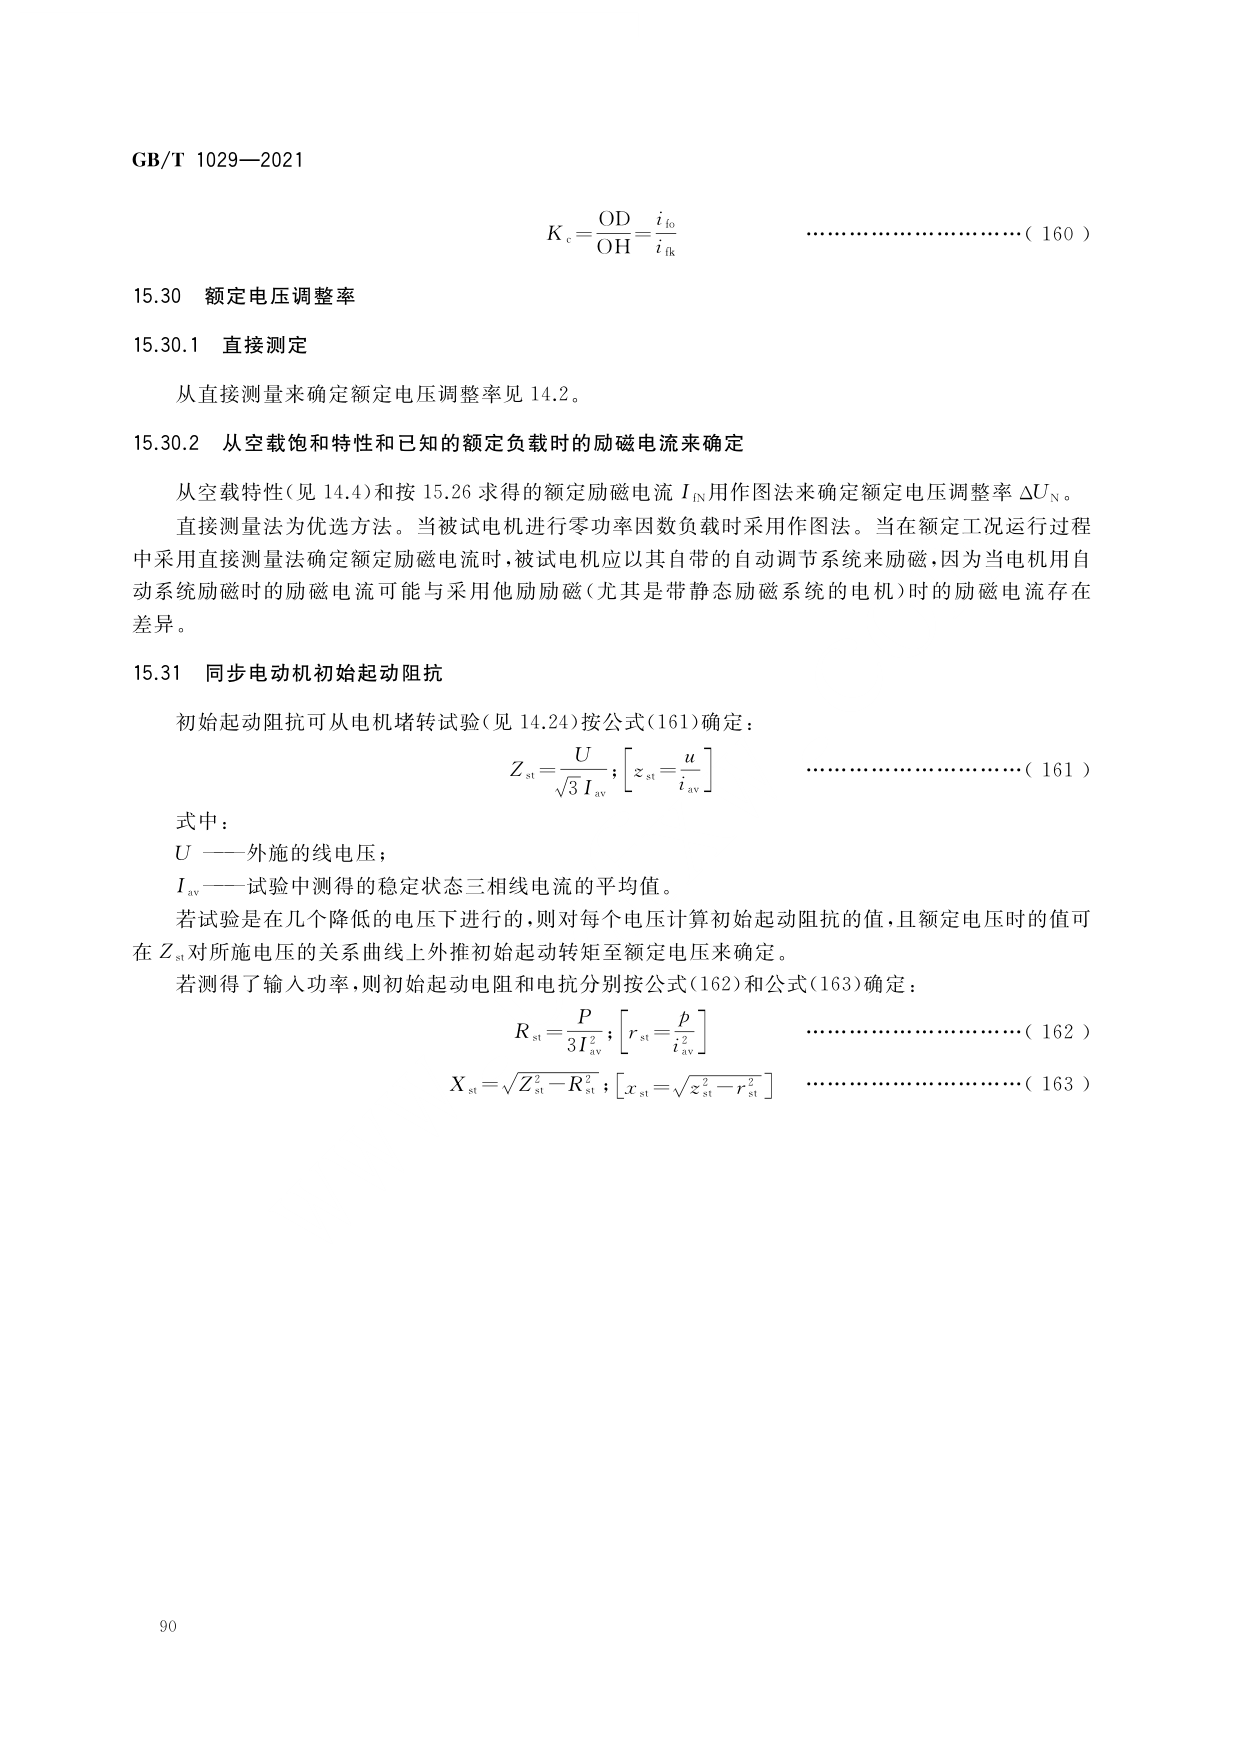 GB/T 1029—2021
K_c = OD/OH = i_fo/i_fk …………………………( 160 )
15.30 额定电压调整率
15.30.1 直接测定
从直接测量来确定额定电压调整率见 14.2。
15.30.2 从空载饱和特性和已知的额定负载时的励磁电流来确定
从空载特性(见 14.4)和按 15.26 求得的额定励磁电流 I_fN用作图法来确定额定电压调整率 ΔU_N。
直接测量法为优选方法。当被试电机进行零功率因数负载时采用作图法。当在额定工况运行过程
中采用直接测量法确定额定励磁电流时,被试电机应以其自带的自动调节系统来励磁,因为当电机用自
动系统励磁时的励磁电流可能与采用他励励磁(尤其是带静态励磁系统的电机)时的励磁电流存在
差异。
15.31 同步电动机初始起动阻抗
初始起动阻抗可从电机堵转试验(见 14.24)按公式(161)确定:
Z_st = U/(√3 I_av) ; [z_st = u/i_av] …………………………( 161 )
式中:
U ——外施的线电压;
I_av——试验中测得的稳定状态三相线电流的平均值。
若试验是在几个降低的电压下进行的,则对每个电压计算初始起动阻抗的值,且额定电压时的值可
在 Z_st对所施电压的关系曲线上外推初始起动转矩至额定电压来确定。
若测得了输入功率,则初始起动电阻和电抗分别按公式(162)和公式(163)确定:
R_st = P/(3I_av²) ; [r_st = p/i_av²] …………………………( 162 )
X_st = √(Z_st² − R_st²) ; [x_st = √(z_st² − r_st²)] …………………………( 163 )
90